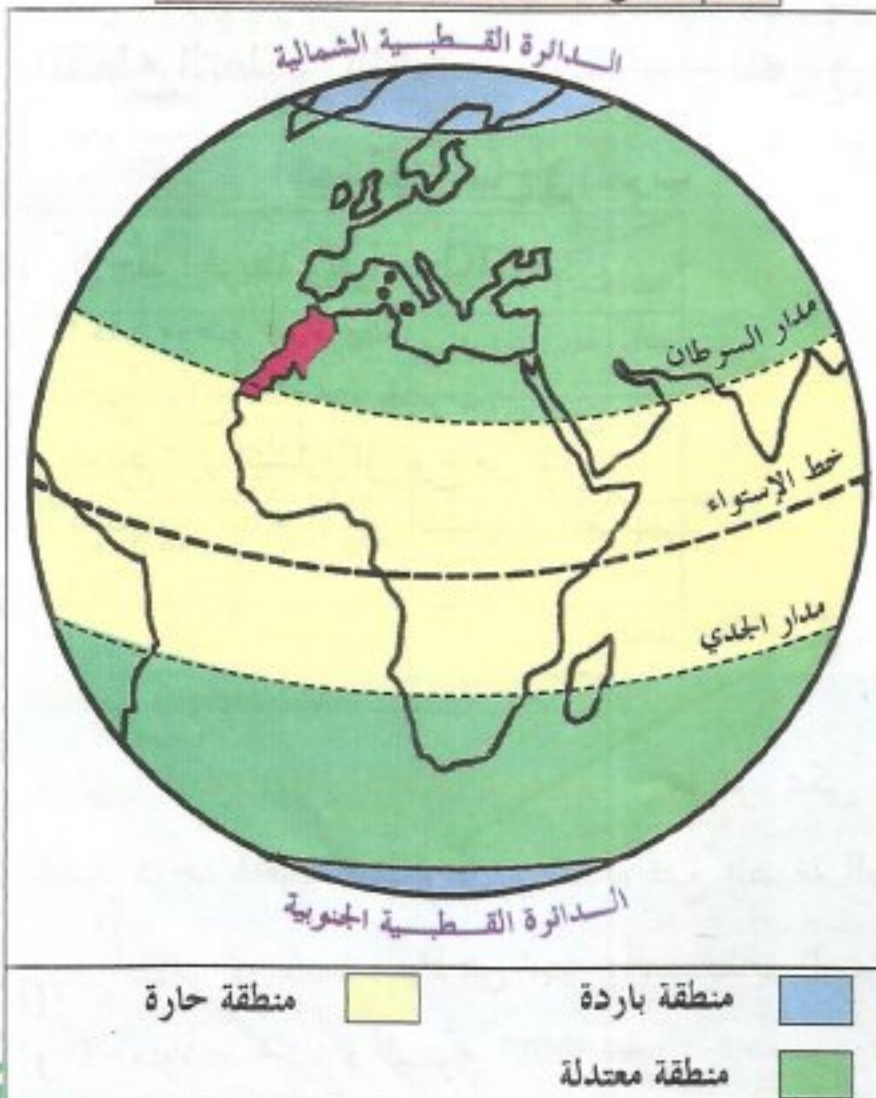 الدائرة القطبية الشمالية
مدار السرطان
خط الإستواء
مدار الجدي
الدائرة القطبية الجنوبية
منطقة باردة
منطقة حارة
منطقة معتدلة